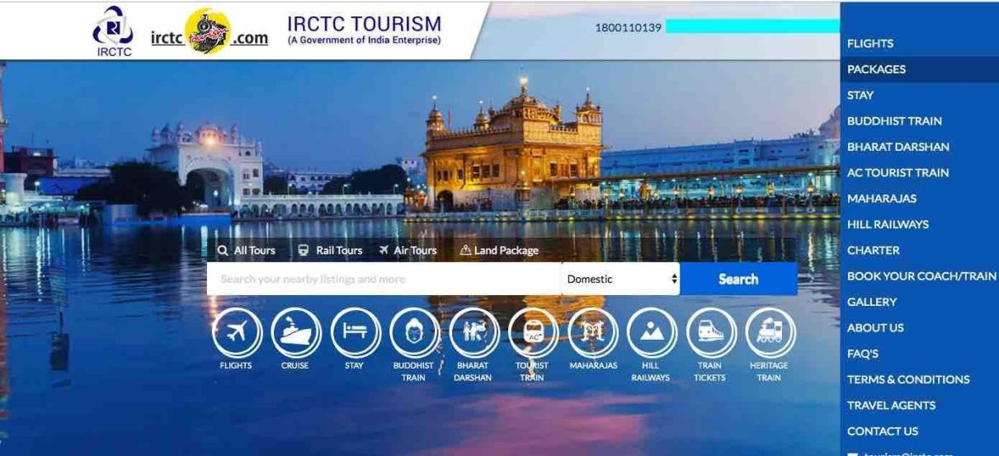 IRCTC
irctc tourism .com
IRCTC TOURISM
(A Government of India Enterprise)
1800110139
All Tours
Rail Tours
Air Tours
Land Package
Search your nearby listings and more
Domestic
Search
FLIGHTS
CRUISE
STAY
BUDDHIST
TRAIN
BHARAT
DARSHAN
AC
TOURIST
TRAIN
MAHARAJAS
HILL
RAILWAYS
TRAIN
TICKETS
HERITAGE
TRAIN
FLIGHTS
PACKAGES
STAY
BUDDHIST TRAIN
BHARAT DARSHAN
AC TOURIST TRAIN
MAHARAJAS
HILL RAILWAYS
CHARTER
BOOK YOUR COACH/TRAIN
GALLERY
ABOUT US
FAQ'S
TERMS & CONDITIONS
TRAVEL AGENTS
CONTACT US